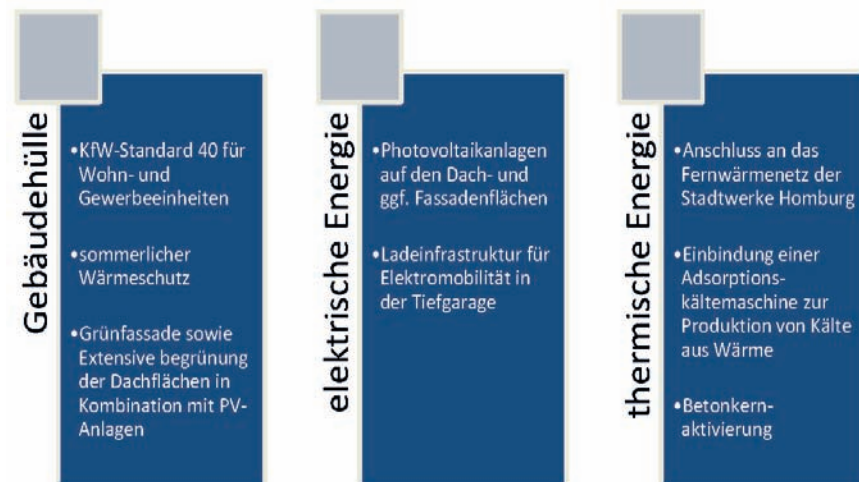 Gebäudehülle
•KfW-Standard 40 für
Wohn- und
Gewerbeeinheiten
•sommerlicher
Wärmeschutz
•Grünfassade sowie
Extensive begrünung
der Dachflächen in
Kombination mit PV-
Anlagen
elektrische Energie
•Photovoltaikanlagen
auf den Dach- und
ggf. Fassadenflächen
•Ladeinfrastruktur für
Elektromobilität in
der Tiefgarage
thermische Energie
•Anschluss an das
Fernwärmenetz der
Stadtwerke Homburg
•Einbindung einer
Adsorptions-
kältemaschine zur
Produktion von Kälte
aus Wärme
•Betonkern-
aktivierung